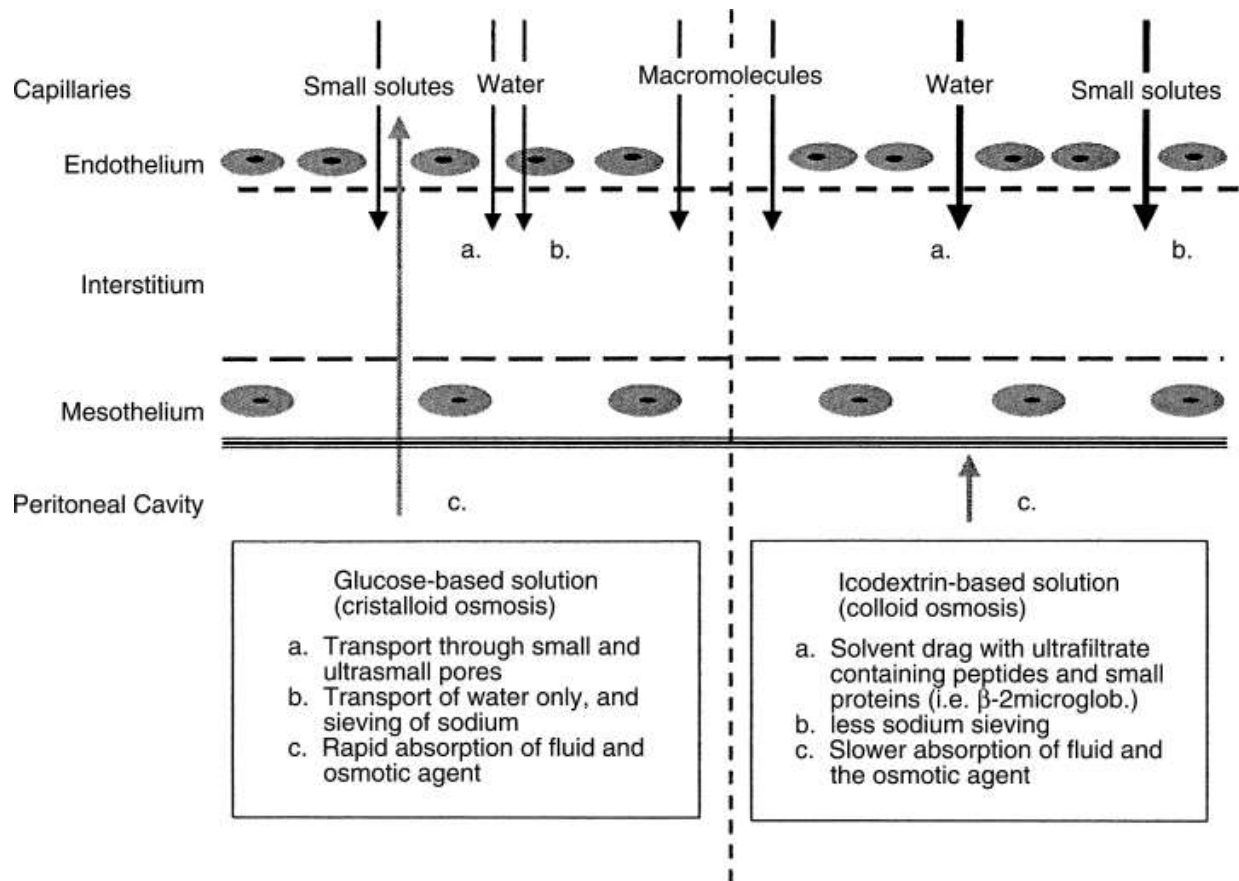 Capillaries
Small solutes
Water
Macromolecules
Water
Small solutes
Endothelium
a.
b.
a.
b.
Interstitium
Mesothelium
Peritoneal Cavity
c.
c.
Glucose-based solution
(cristalloid osmosis)
a. Transport through small and
ultrasmall pores
b. Transport of water only, and
sieving of sodium
c. Rapid absorption of fluid and
osmotic agent
Icodextrin-based solution
(colloid osmosis)
a. Solvent drag with ultrafiltrate
containing peptides and small
proteins (i.e. β-2microglob.)
b. less sodium sieving
c. Slower absorption of fluid and
the osmotic agent